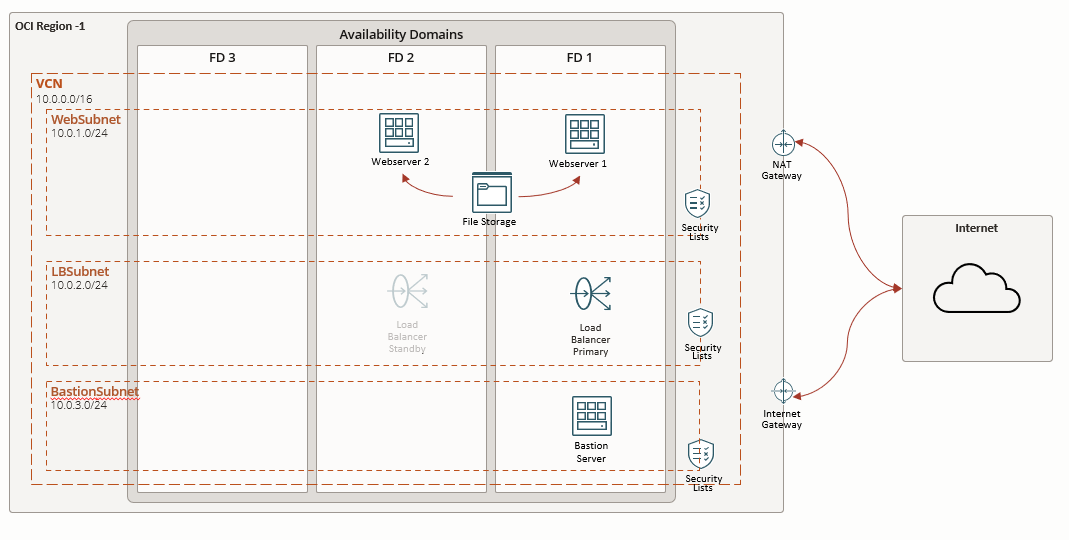 OCI Region -1
Availability Domains
FD 3
FD 2
FD 1
VCN
10.0.0.0/16
WebSubnet
10.0.1.0/24
Webserver 2
Webserver 1
File Storage
Security
Lists
LBSubnet
10.0.2.0/24
Load
Balancer
Standby
Load
Balancer
Primary
Security
Lists
BastionSubnet
10.0.3.0/24
Bastion
Server
Security
Lists
NAT
Gateway
Internet
Gateway
Internet